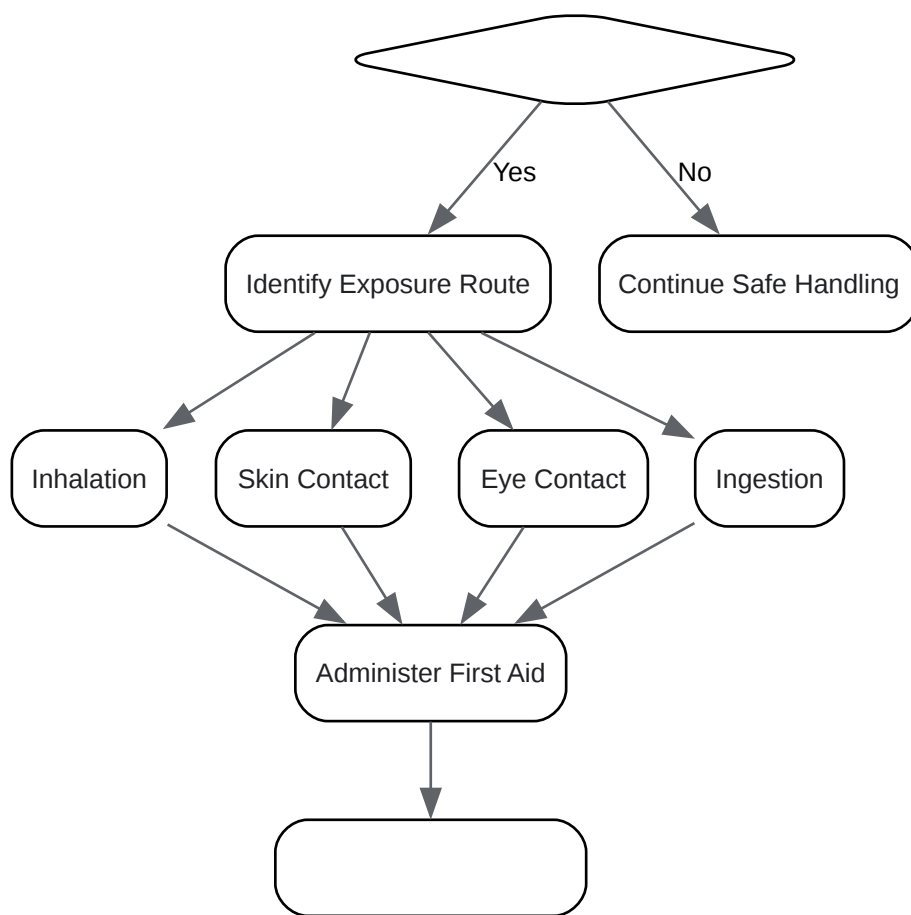 Yes
No
Identify Exposure Route
Continue Safe Handling
Inhalation
Skin Contact
Eye Contact
Ingestion
Administer First Aid